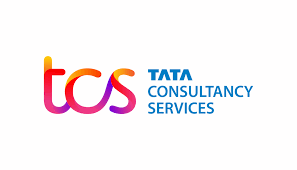 tcs
TATA
CONSULTANCY
SERVICES